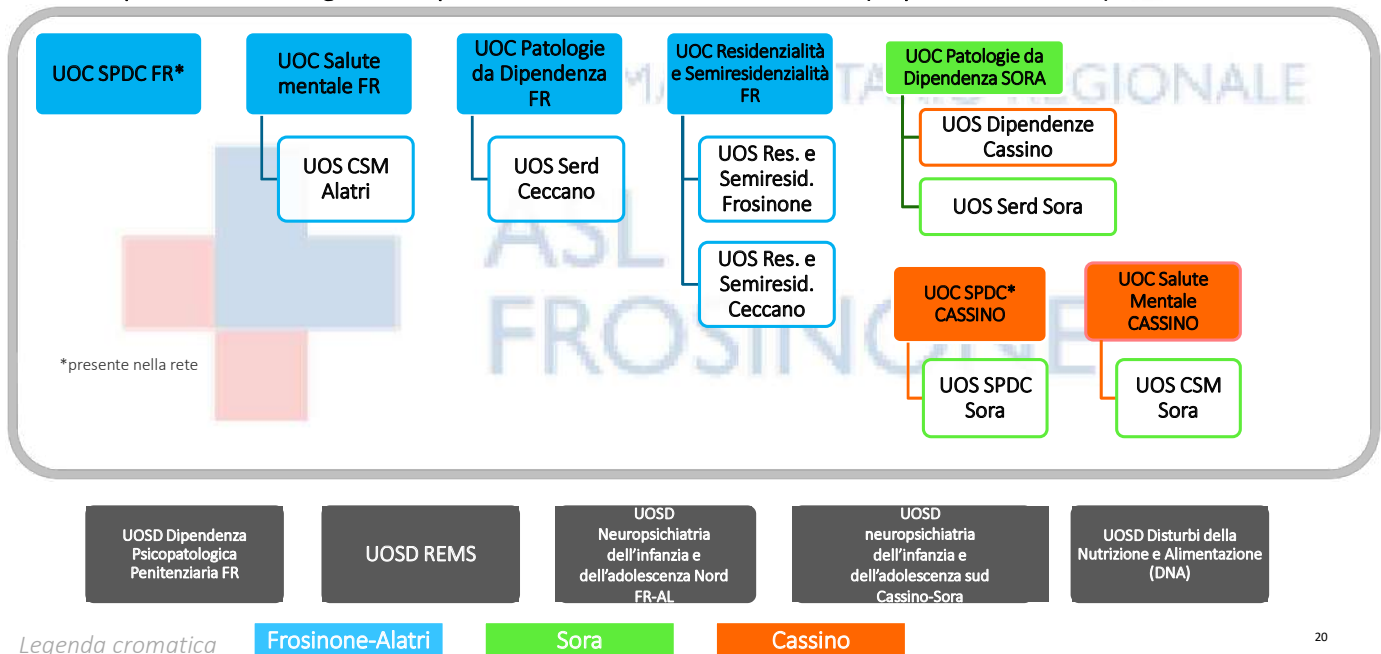 UOC SPDC FR*
UOC Salute
mentale FR
UOS CSM
Alatri
UOC Patologie
da Dipendenza
FR
UOS Serd
Ceccano
UOC Residenzialità
e Semiresidenzialità
FR
UOS Res. e
Semiresid.
Frosinone
UOS Res. e
Semiresid.
Ceccano
UOC Patologie da
Dipendenza SORA
UOS Dipendenze
Cassino
UOS Serd Sora
UOC SPDC*
CASSINO
UOS SPDC
Sora
UOC Salute
Mentale
CASSINO
UOS CSM
Sora
REGIONALE
ASL
FROSINONE
*presente nella rete
UOSD Dipendenza
Psicopatologica
Penitenziaria FR
UOSD REMS
UOSD
Neuropsichiatria
dell'infanzia e
dell'adolescenza Nord
FR-AL
UOSD
neuropsichiatria
dell'infanzia e
dell'adolescenza sud
Cassino-Sora
UOSD Disturbi della
Nutrizione e Alimentazione
(DNA)
Legenda cromatica
Frosinone-Alatri
Sora
Cassino
20